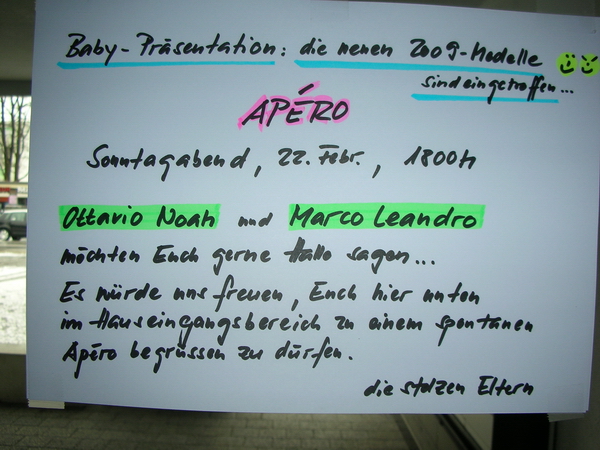 Baby-Präsentation: die neuen 2009-Modelle
sind eingetroffen...
APÉRO
Sonntagabend, 22. Febr., 1800h
Ottavio Noah und Marco Leandro
möchten Euch gerne Hallo sagen...
Es würde uns freuen, Euch hier unten
im Hauseingangsbereich zu einem spontanen
Apéro begrüssen zu dürfen.
die stolzen Eltern